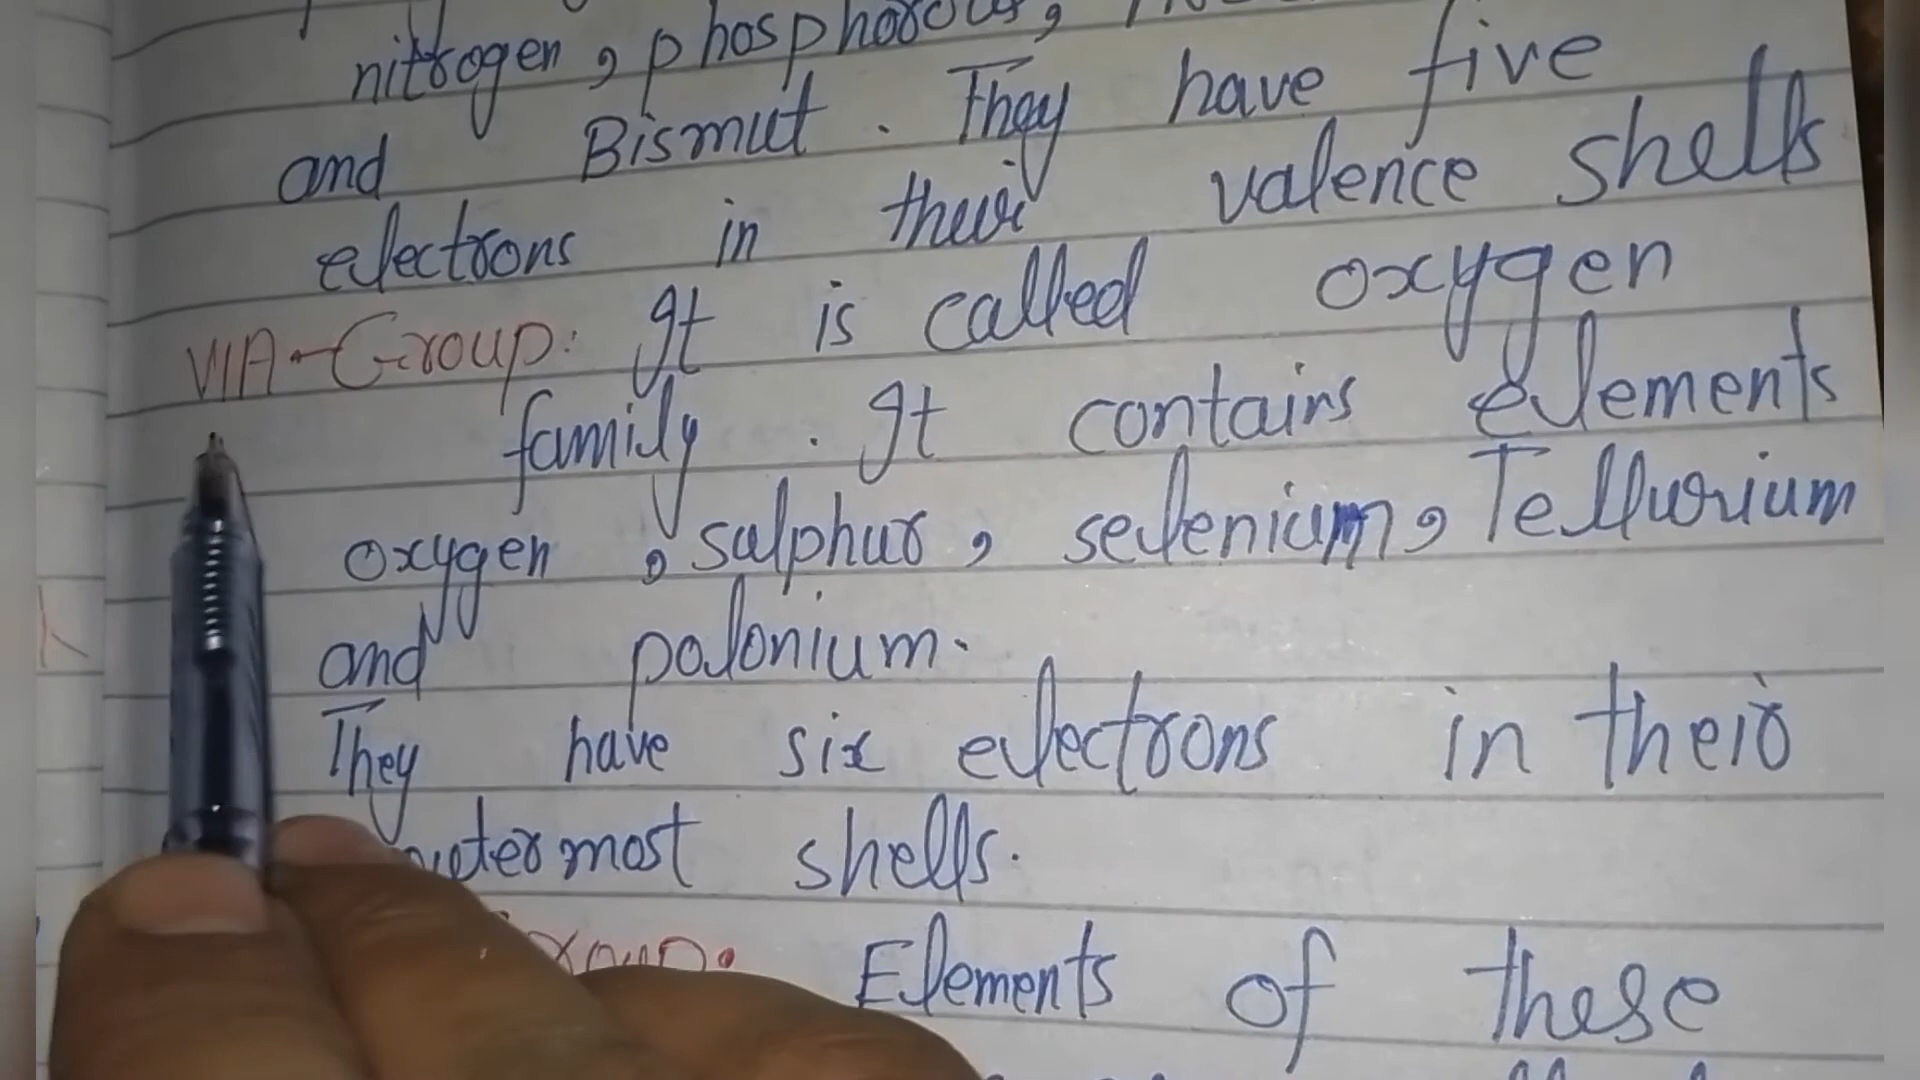 nitrogen, phosphorous,
and Bismut. They have five
electrons in their valence shells
VIA-Group: It is called oxygen
family. It contains elements
oxygen, sulphur, selenium, Tellurium
and polonium.
They have six electrons in their
outermost shells.
Group: Elements of these